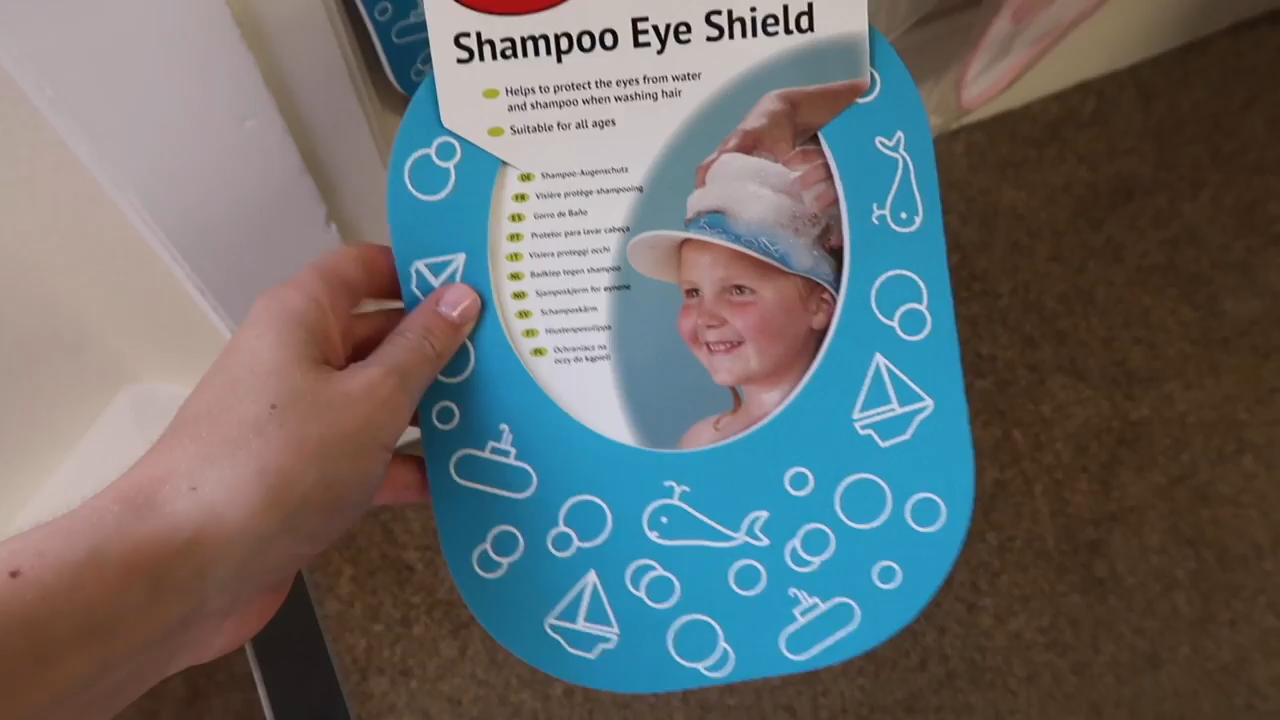 Shampoo Eye Shield
Helps to protect the eyes from water
and shampoo when washing hair
Suitable for all ages
DE Shampoo-Augenschutz
FR Visière protège-shampooing
ES Gorro de Baño
PT Protetor para lavar cabeça
IT Visiera proteggi occhi
NL Badklep tegen shampoo
NO Sjamposkjerm for øynene
SV Schamposkärm
FI Hiustenpesulippa
PL Ochraniacz na
oczy do kąpieli